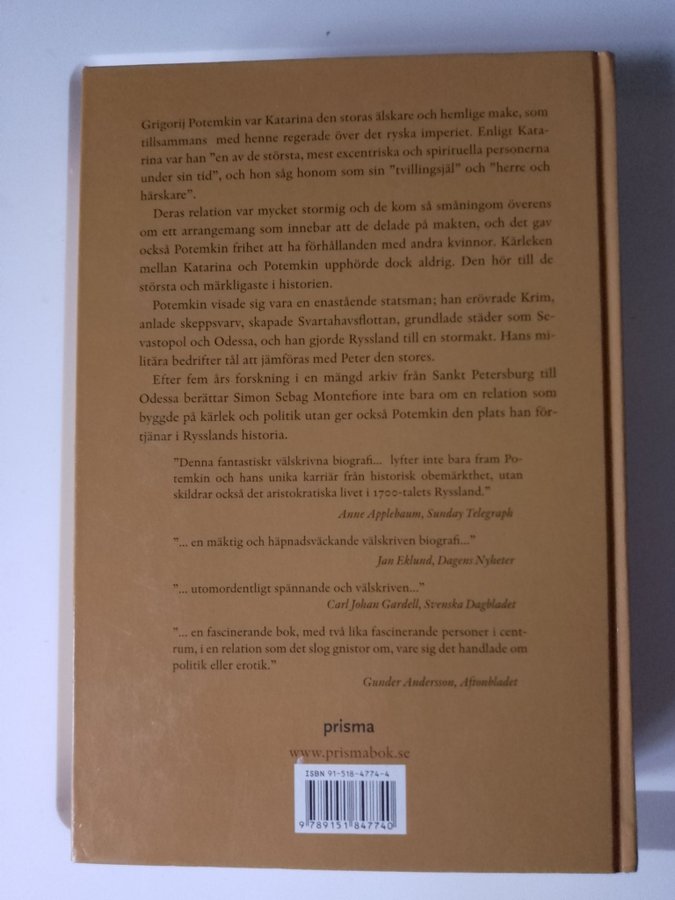 Grigorij Potemkin var Katarina den storas älskare och hemlige make, som
tillsammans med henne regerade över det ryska imperiet. Enligt Kata-
rina var han ”en av de största, mest excentriska och spirituella personerna
under sin tid”, och hon såg honom som sin ”tvillingsjäl” och ”herre och
härskare”.
Deras relation var mycket stormig och de kom så småningom överens
om ett arrangemang som innebar att de delade på makten, och det gav
också Potemkin frihet att ha förhållanden med andra kvinnor. Kärleken
mellan Katarina och Potemkin upphörde dock aldrig. Den hör till de
största och märkligaste i historien.
Potemkin visade sig vara en enastående statsman; han erövrade Krim,
anlade skeppsvarv, skapade Svartahavsflottan, grundlade städer som Se-
vastopol och Odessa, och han gjorde Ryssland till en stormakt. Hans mi-
litära bedrifter tål att jämföras med Peter den stores.
Efter fem års forskning i en mängd arkiv från Sankt Petersburg till
Odessa berättar Simon Sebag Montefiore inte bara om en relation som
byggde på kärlek och politik utan ger också Potemkin den plats han för-
tjänar i Rysslands historia.
”Denna fantastiskt välskrivna biografi... lyfter inte bara fram Po-
temkin och hans unika karriär från historisk obemärkthet, utan
skildrar också det aristokratiska livet i 1700-talets Ryssland.”
Anne Applebaum, Sunday Telegraph
”... en mäktig och häpnadsväckande välskriven biografi...”
Jan Eklund, Dagens Nyheter
”... utomordentligt spännande och välskriven...”
Carl Johan Gardell, Svenska Dagbladet
”... en fascinerande bok, med två lika fascinerande personer i cent-
rum, i en relation som det slog gnistor om, vare sig det handlade om
politik eller erotik.”
Gunder Andersson, Aftonbladet
prisma
www.prismabok.se
ISBN 91-518-4774-4
9 789151 847740